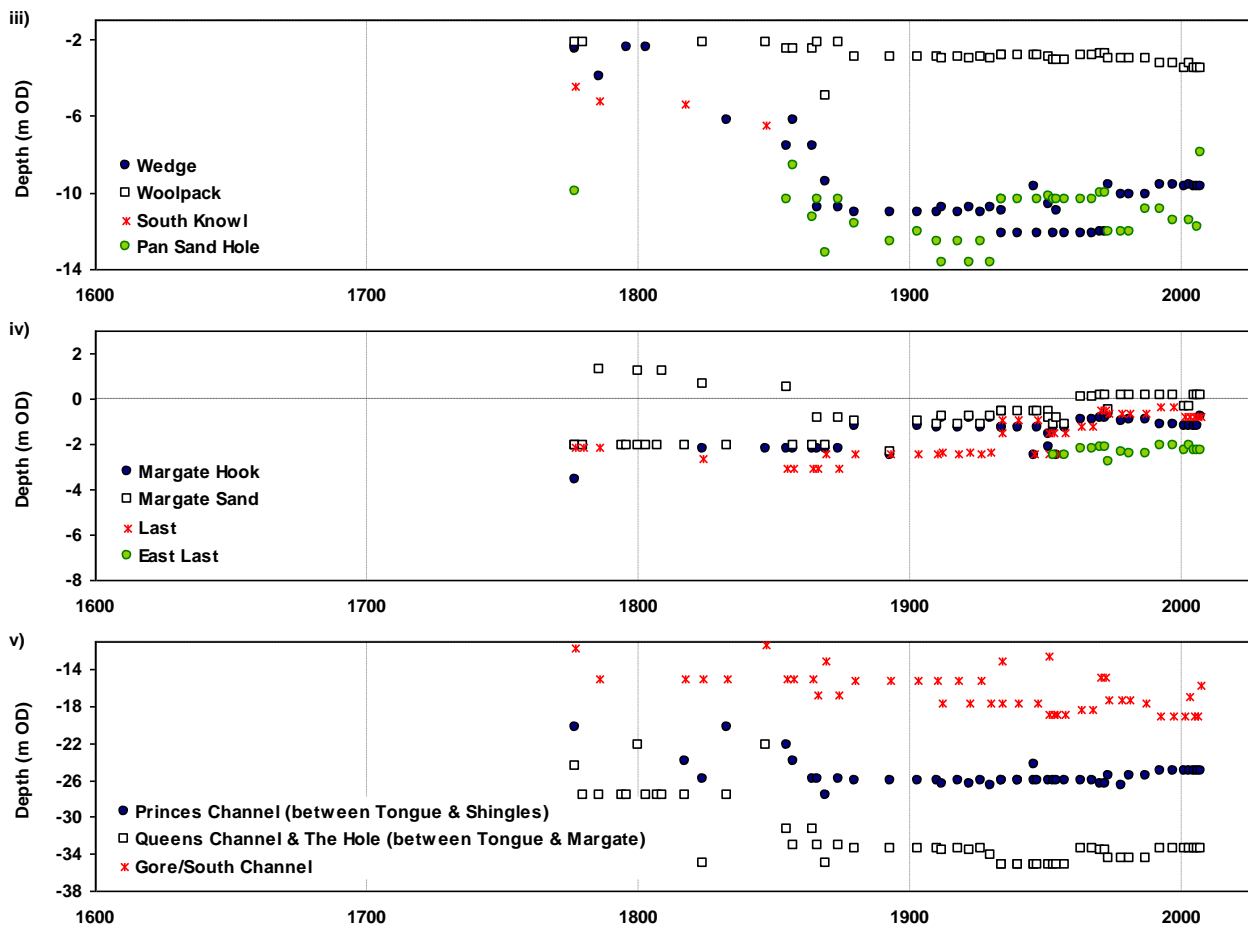 iii)
-2
-6
-10
-14
Depth (m OD)
Wedge
Woolpack
South Knowl
Pan Sand Hole
1600 1700 1800 1900 2000
iv)
2
0
-2
-4
-6
-8
Depth (m OD)
Margate Hook
Margate Sand
Last
East Last
1600 1700 1800 1900 2000
v)
-14
-18
-22
-26
-30
-34
-38
Depth (m OD)
Princes Channel (between Tongue & Shingles)
Queens Channel & The Hole (between Tongue & Margate)
Gore/South Channel
1600 1700 1800 1900 2000